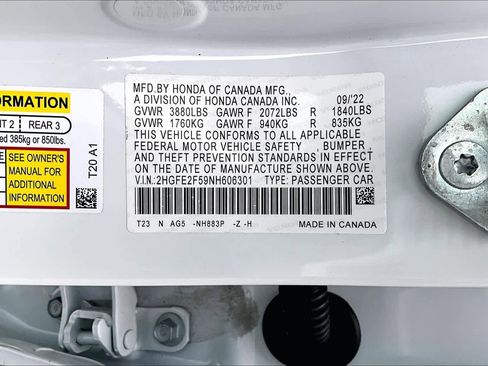 MFD.BY HONDA OF CANADA MFG.,
A DIVISION OF HONDA CANADA INC. 09/'22
GVWR 3880LBS GAWR F 2072LBS R 1840LBS
GVWR 1760KG GAWR F 940KG R 835KG
THIS VEHICLE CONFORMS TO ALL APPLICABLE
FEDERAL MOTOR VEHICLE SAFETY , BUMPER ,
AND THEFT PREVENTION STANDARDS IN EFFECT
ON THE DATE OF MANUFACTURE SHOWN ABOVE.
V.I.N.:2HGFE2F59NH606301 TYPE: PASSENGER CAR
T23 N AG5 -NH883P -Z -H MADE IN CANADA
T20 A1
FORMATION
2 REAR 3
385kg or 850lbs.
SEE OWNER'S
MANUAL FOR
ADDITIONAL
INFORMATION